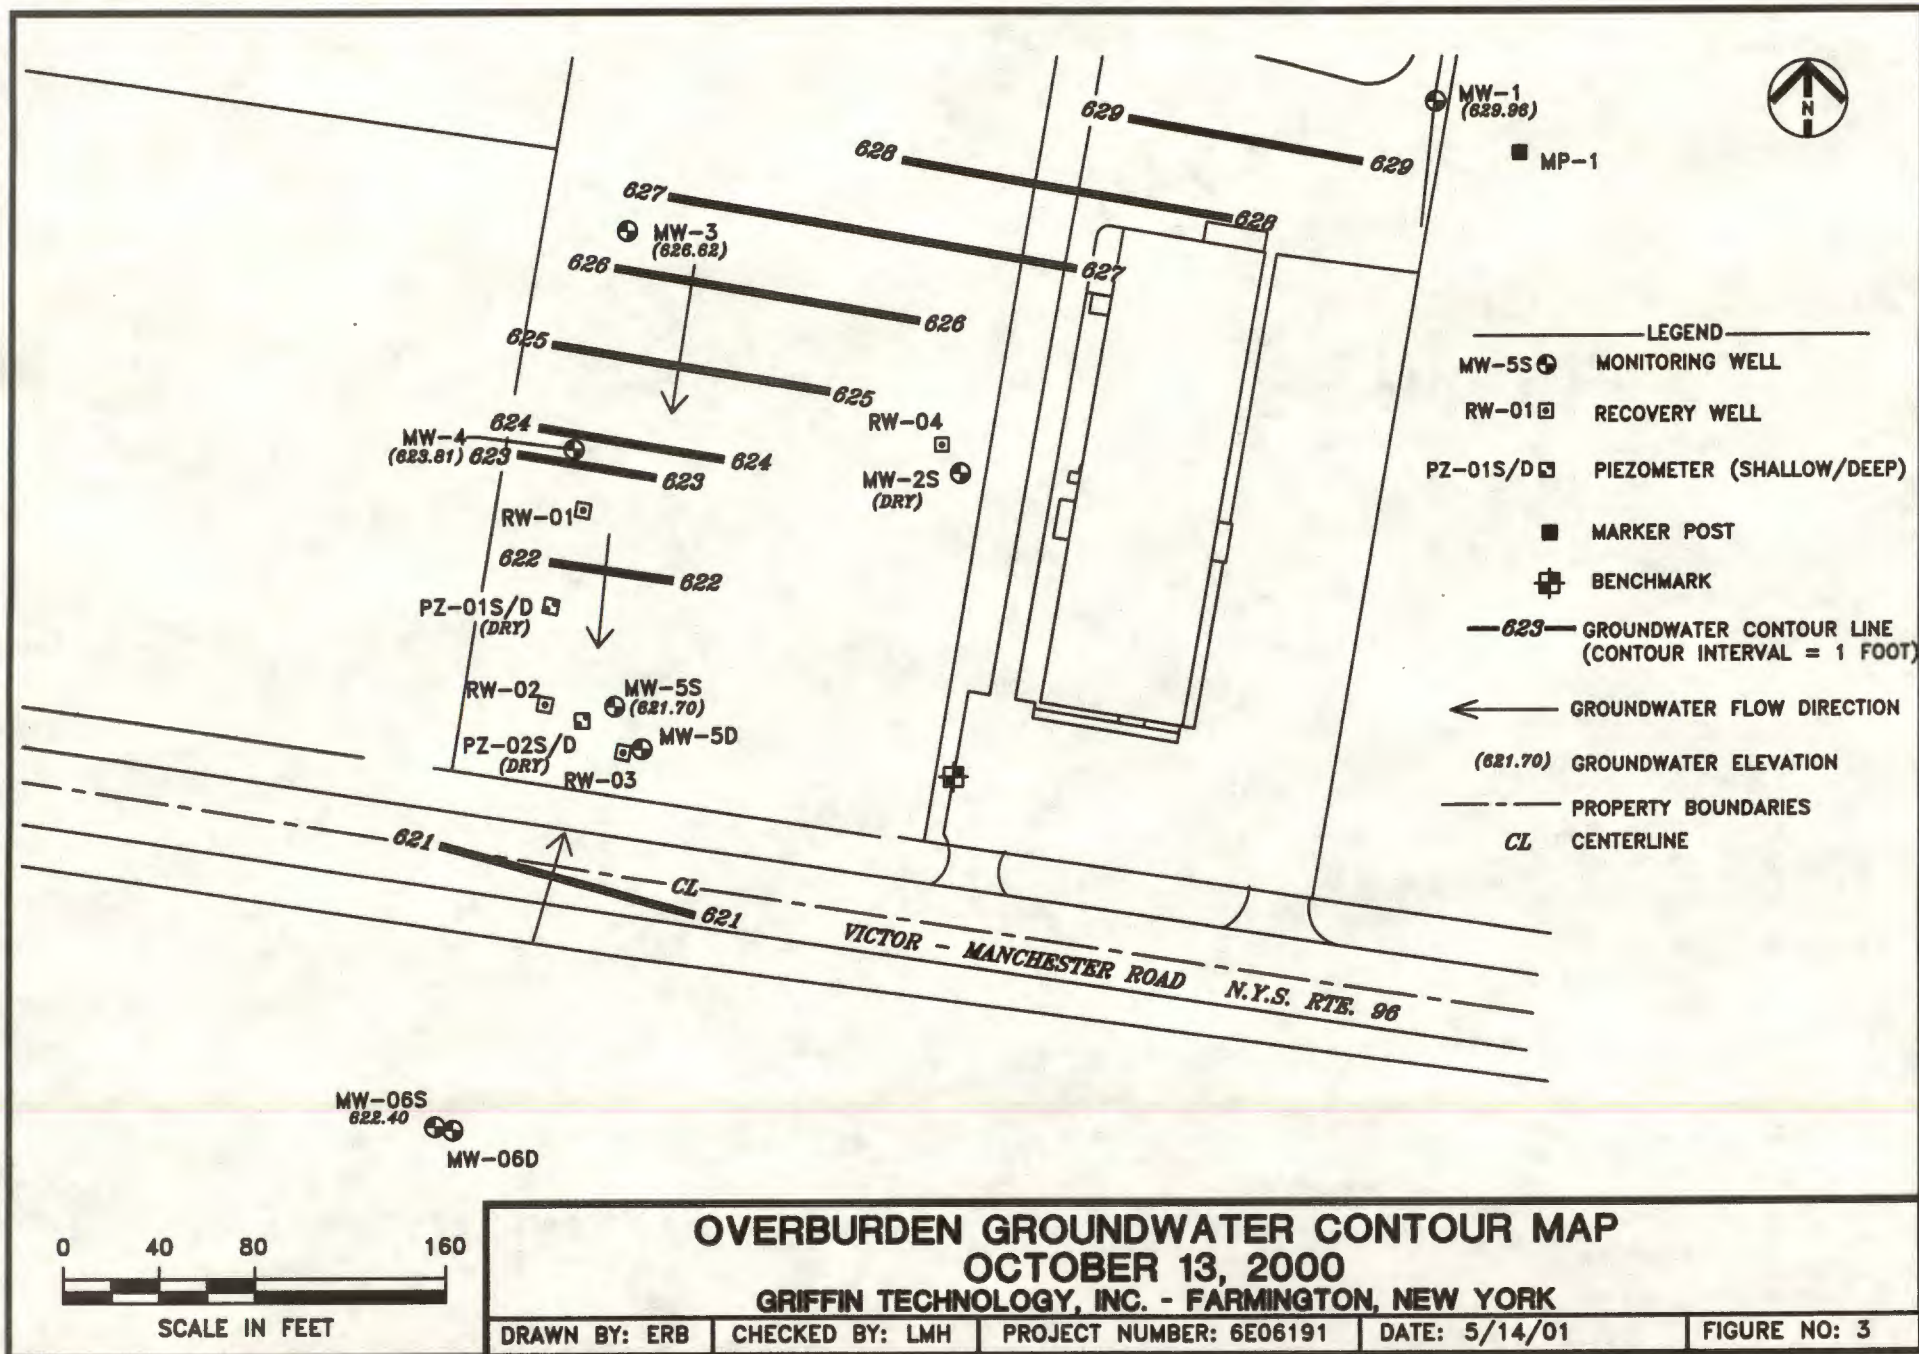 MW-1
(629.96)
N
MP-1
629
629
628
628
627
627
MW-3
(626.62)
626
626
625
625
624
624
MW-4
(623.81)
623
623
RW-04
MW-2S
(DRY)
RW-01
622
622
PZ-01S/D
(DRY)
RW-02
MW-5S
(621.70)
PZ-02S/D
(DRY)
MW-5D
RW-03
621
621
CL
VICTOR - MANCHESTER ROAD N.Y.S. RTE. 96
MW-06S
622.40
MW-06D
LEGEND
MW-5S MONITORING WELL
RW-01 RECOVERY WELL
PZ-01S/D PIEZOMETER (SHALLOW/DEEP)
MARKER POST
BENCHMARK
623 GROUNDWATER CONTOUR LINE
(CONTOUR INTERVAL = 1 FOOT)
GROUNDWATER FLOW DIRECTION
(621.70) GROUNDWATER ELEVATION
PROPERTY BOUNDARIES
CL CENTERLINE
0 40 80 160
SCALE IN FEET
OVERBURDEN GROUNDWATER CONTOUR MAP
OCTOBER 13, 2000
GRIFFIN TECHNOLOGY, INC. - FARMINGTON, NEW YORK
DRAWN BY: ERB CHECKED BY: LMH PROJECT NUMBER: 6E06191 DATE: 5/14/01 FIGURE NO: 3